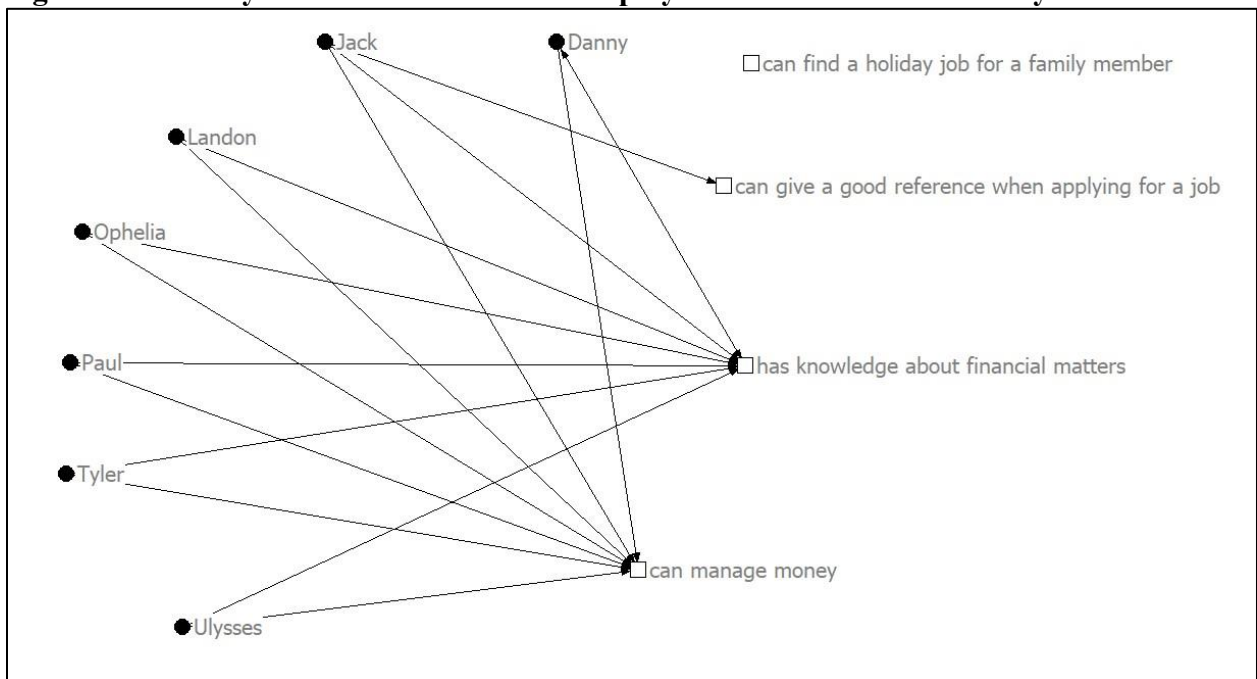 Jack
Danny
can find a holiday job for a family member
Landon
can give a good reference when applying for a job
Ophelia
Paul
has knowledge about financial matters
Tyler
can manage money
Ulysses